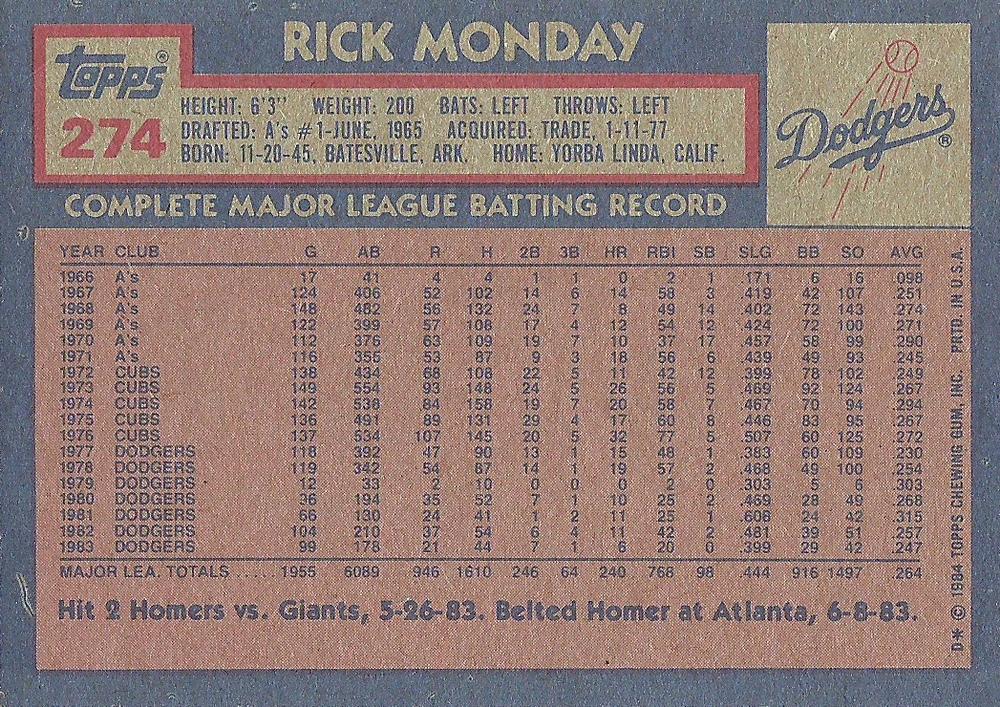 RICK MONDAY
Topps®
274
HEIGHT: 6'3" WEIGHT: 200 BATS: LEFT THROWS: LEFT
DRAFTED: A's #1-JUNE, 1965 ACQUIRED: TRADE, 1-11-77
BORN: 11-20-45, BATESVILLE, ARK. HOME: YORBA LINDA, CALIF.
Dodgers ®
COMPLETE MAJOR LEAGUE BATTING RECORD
YEAR CLUB G AB R H 2B 3B HR RBI SB SLG BB SO AVG
1966 A's 17 41 4 4 1 1 0 2 1 .171 6 16 .098
1967 A's 124 406 52 102 14 6 14 58 3 .419 42 107 .251
1968 A's 148 482 56 132 24 7 8 49 14 .402 72 143 .274
1969 A's 122 399 57 108 17 4 12 54 12 .424 72 100 .271
1970 A's 112 376 63 109 19 7 10 37 17 .457 58 99 .290
1971 A's 116 355 53 87 9 3 18 56 6 .439 49 93 .245
1972 CUBS 138 434 68 108 22 5 11 42 12 .399 78 102 .249
1973 CUBS 149 554 93 148 24 5 26 56 5 .469 92 124 .267
1974 CUBS 142 538 84 158 19 7 20 58 7 .467 70 94 .294
1975 CUBS 136 491 89 131 29 4 17 60 8 .446 83 95 .267
1976 CUBS 137 534 107 145 20 5 32 77 5 .507 60 125 .272
1977 DODGERS 118 392 47 90 13 1 15 48 1 .383 60 109 .230
1978 DODGERS 119 342 54 87 14 1 19 57 2 .468 49 100 .254
1979 DODGERS 12 33 2 10 0 0 0 2 0 .303 5 6 .303
1980 DODGERS 96 194 35 52 7 1 10 25 2 .469 28 49 .268
1981 DODGERS 66 130 24 41 1 2 11 25 1 .608 24 42 .315
1982 DODGERS 104 210 37 54 6 4 11 42 2 .481 39 51 .257
1983 DODGERS 99 178 21 44 7 1 6 20 0 .399 29 42 .247
MAJOR LEA. TOTALS ..... 1955 6089 946 1610 246 64 240 768 98 .444 916 1497 .264
Hit 2 Homers vs. Giants, 5-26-83. Belted Homer at Atlanta, 6-8-83.
D✱ © 1984 TOPPS CHEWING GUM, INC. PRTD. IN U.S.A.